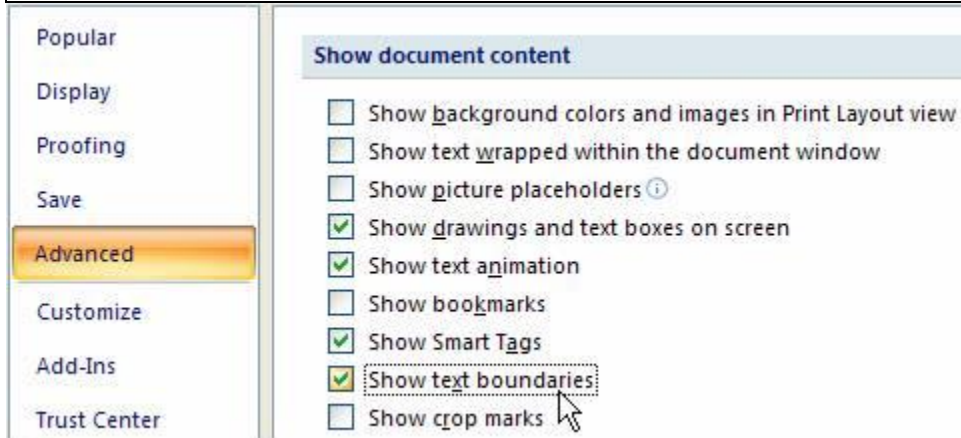 Popular
Display
Proofing
Save
Advanced
Customize
Add-Ins
Trust Center
Show document content
Show background colors and images in Print Layout view
Show text wrapped within the document window
Show picture placeholders
Show drawings and text boxes on screen
Show text animation
Show bookmarks
Show Smart Tags
Show text boundaries
Show crop marks